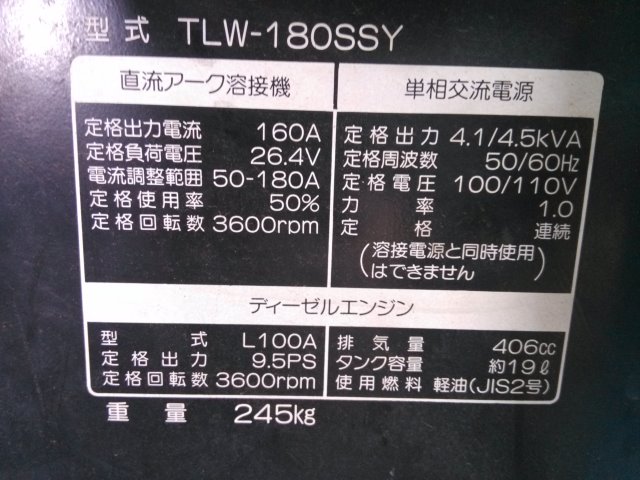 型式 TLW-180SSY
直流アーク溶接機
定格出力電流 160A
定格負荷電圧 26.4V
電流調整範囲 50-180A
定格使用率 50%
定格回転数 3600rpm
単相交流電源
定格出力 4.1/4.5kVA
定格周波数 50/60Hz
定格電圧 100/110V
力率 1.0
定格 連続
(溶接電源と同時使用
はできません)
ディーゼルエンジン
型式 L100A
定格出力 9.5PS
定格回転数 3600rpm
排気量 406cc
タンク容量 約19ℓ
使用燃料 軽油(JIS2号)
重量 245kg